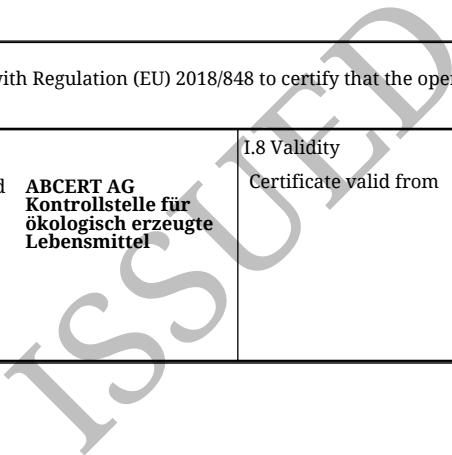 with Regulation (EU) 2018/848 to certify that the ope
I.8 Validity
ABCERT AG
Certificate valid from
Kontrollstelle für
ökologisch erzeugte
Lebensmittel
ISSUED